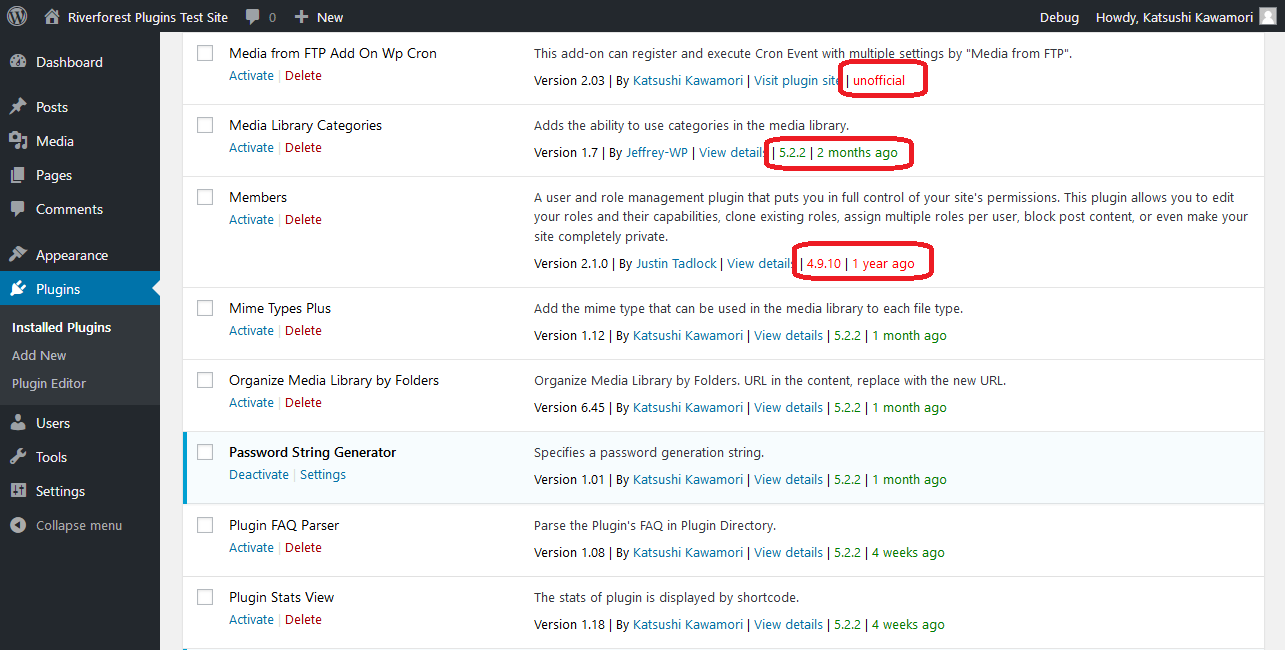 Riverforest Plugins Test Site 0 + New Debug Howdy, Katsushi Kawamori
Dashboard
Posts
Media
Pages
Comments
Appearance
Plugins
Installed Plugins
Add New
Plugin Editor
Users
Tools
Settings
Collapse menu
Media from FTP Add On Wp Cron
Activate | Delete
This add-on can register and execute Cron Event with multiple settings by "Media from FTP".
Version 2.03 | By Katsushi Kawamori | Visit plugin site | unofficial
Media Library Categories
Activate | Delete
Adds the ability to use categories in the media library.
Version 1.7 | By Jeffrey-WP | View details | 5.2.2 | 2 months ago
Members
Activate | Delete
A user and role management plugin that puts you in full control of your site's permissions. This plugin allows you to edit
your roles and their capabilities, clone existing roles, assign multiple roles per user, block post content, or even make your
site completely private.
Version 2.1.0 | By Justin Tadlock | View details | 4.9.10 | 1 year ago
Mime Types Plus
Activate | Delete
Add the mime type that can be used in the media library to each file type.
Version 1.12 | By Katsushi Kawamori | View details | 5.2.2 | 1 month ago
Organize Media Library by Folders
Activate | Delete
Organize Media Library by Folders. URL in the content, replace with the new URL.
Version 6.45 | By Katsushi Kawamori | View details | 5.2.2 | 1 month ago
Password String Generator
Deactivate | Settings
Specifies a password generation string.
Version 1.01 | By Katsushi Kawamori | View details | 5.2.2 | 1 month ago
Plugin FAQ Parser
Activate | Delete
Parse the Plugin's FAQ in Plugin Directory.
Version 1.08 | By Katsushi Kawamori | View details | 5.2.2 | 4 weeks ago
Plugin Stats View
Activate | Delete
The stats of plugin is displayed by shortcode.
Version 1.18 | By Katsushi Kawamori | View details | 5.2.2 | 4 weeks ago